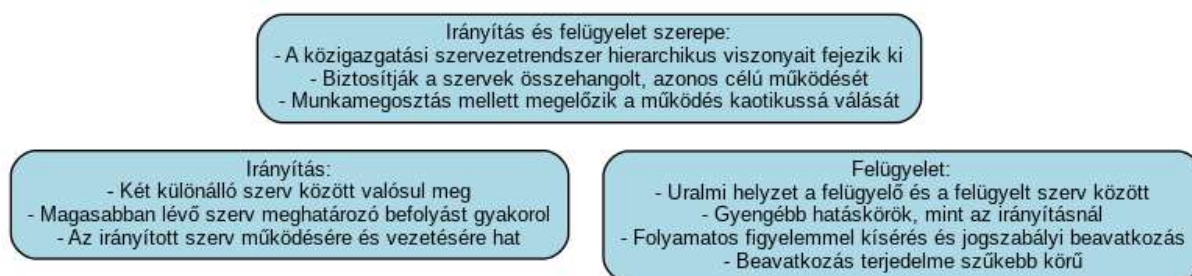 Irányítás és felügyelet szerepe:
- A közigazgatási szervezetrendszer hierarchikus viszonyait fejezik ki
- Biztosítják a szervek összehangolt, azonos célú működését
- Munkamegosztás mellett megelőzik a működés kaotikussá válását
Irányítás:
- Két különálló szerv között valósul meg
- Magasabban lévő szerv meghatározó befolyást gyakorol
- Az irányított szerv működésére és vezetésére hat
Felügyelet:
- Uralmi helyzet a felügyelő és a felügyelt szerv között
- Gyengébb hatáskörök, mint az irányításnál
- Folyamatos figyelemmel kísérés és jogszabályi beavatkozás
- Beavatkozás terjedelme szűkebb körű